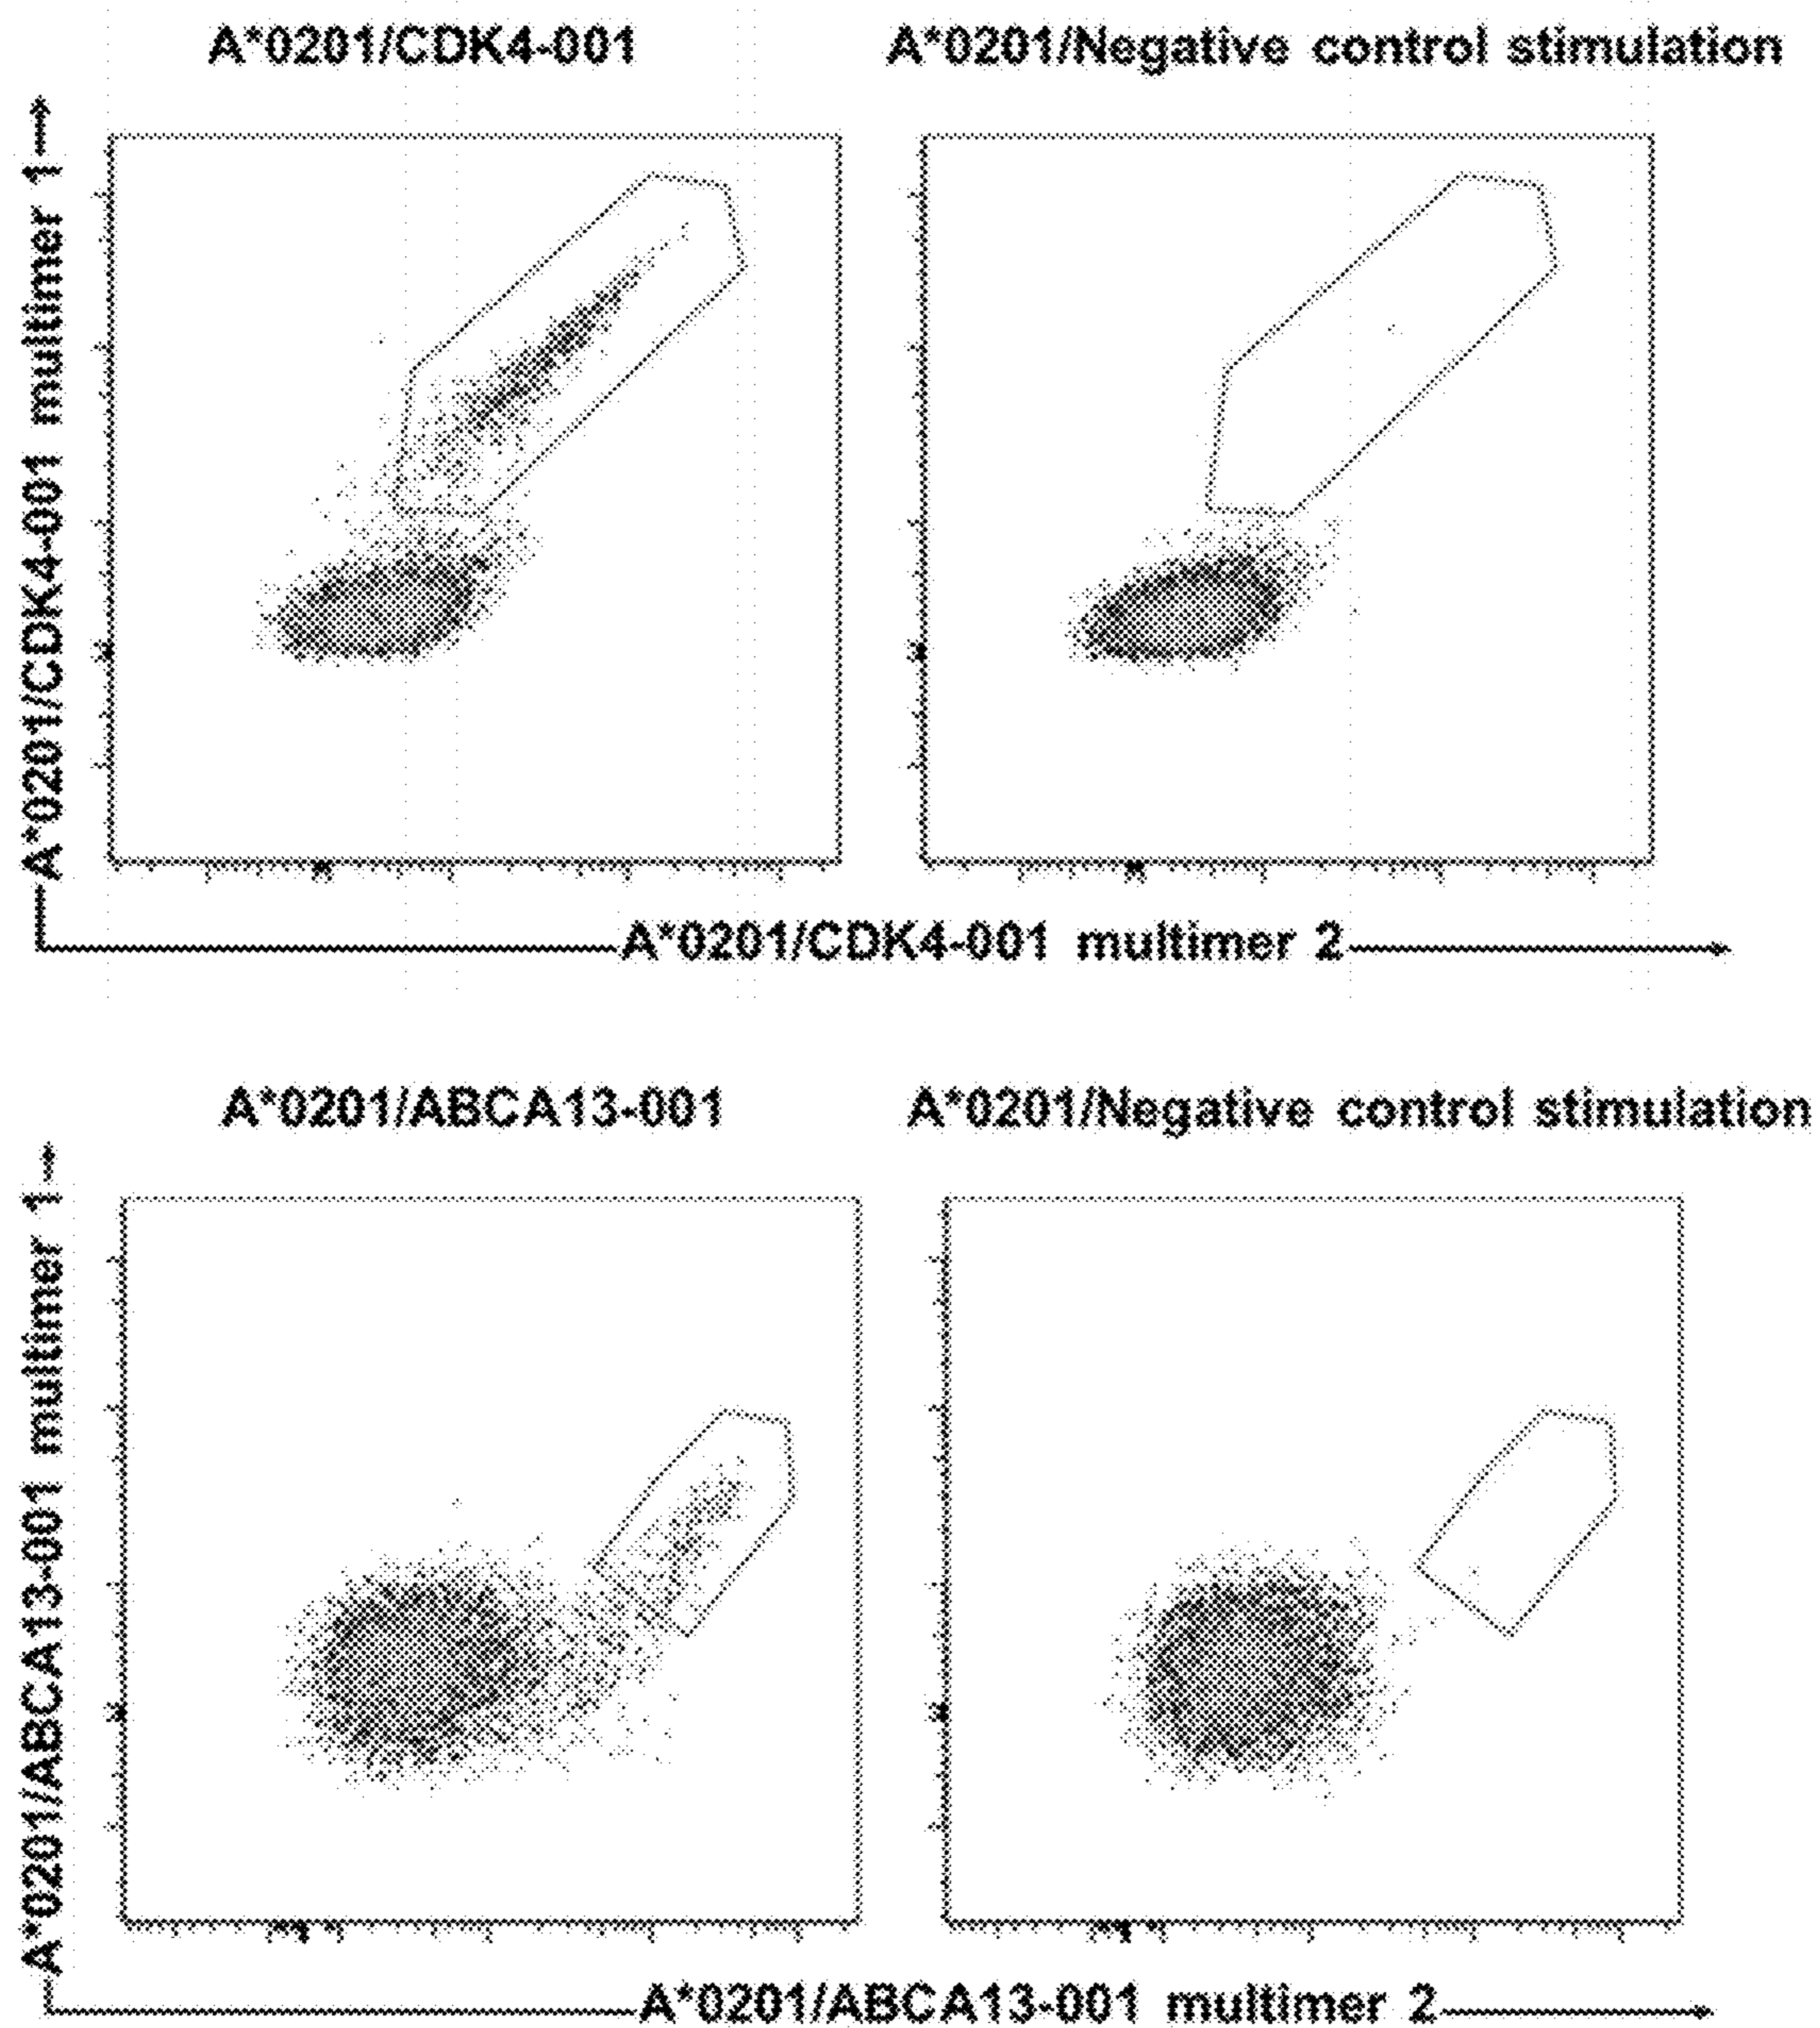 A*0201/CDK4-001
A*0201/Negative control stimulation
A*0201/CDK4-001 multimer 1
A*0201/CDK4-001 multimer 2
A*0201/ABCA13-001
A*0201/Negative control stimulation
A*0201/ABCA13-001 multimer 1
A*0201/ABCA13-001 multimer 2